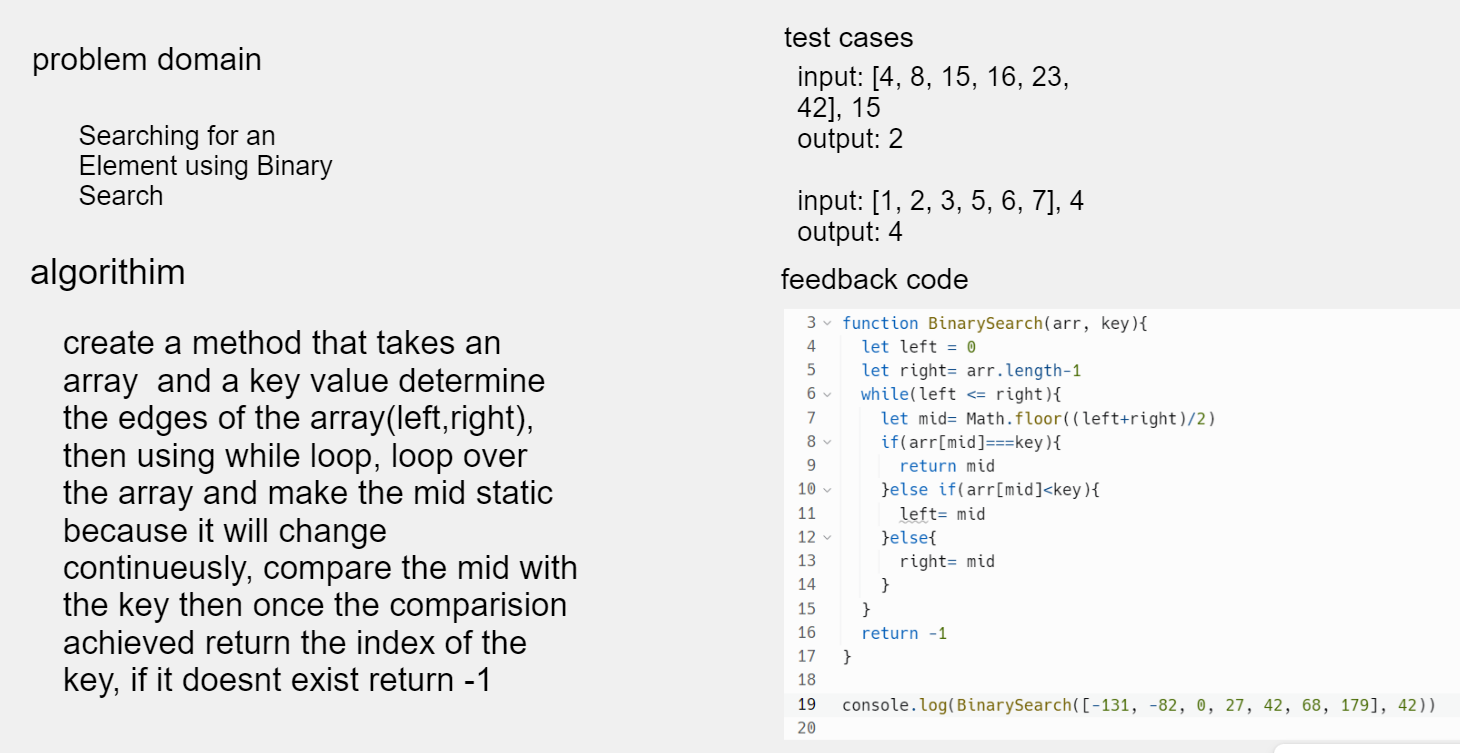 problem domain
Searching for an
Element using Binary
Search
algorithim
create a method that takes an
array  and a key value determine
the edges of the array(left,right),
then using while loop, loop over
the array and make the mid static
because it will change
continueusly, compare the mid with
the key then once the comparision
achieved return the index of the
key, if it doesnt exist return -1
test cases
input: [4, 8, 15, 16, 23,
42], 15
output: 2
input: [1, 2, 3, 5, 6, 7], 4
output: 4
feedback code
3 function BinarySearch(arr, key){
4   let left = 0
5   let right= arr.length-1
6   while(left <= right){
7     let mid= Math.floor((left+right)/2)
8     if(arr[mid]===key){
9       return mid
10     }else if(arr[mid]<key){
11       left= mid
12     }else{
13       right= mid
14     }
15   }
16   return -1
17 }
18
19 console.log(BinarySearch([-131, -82, 0, 27, 42, 68, 179], 42))
20